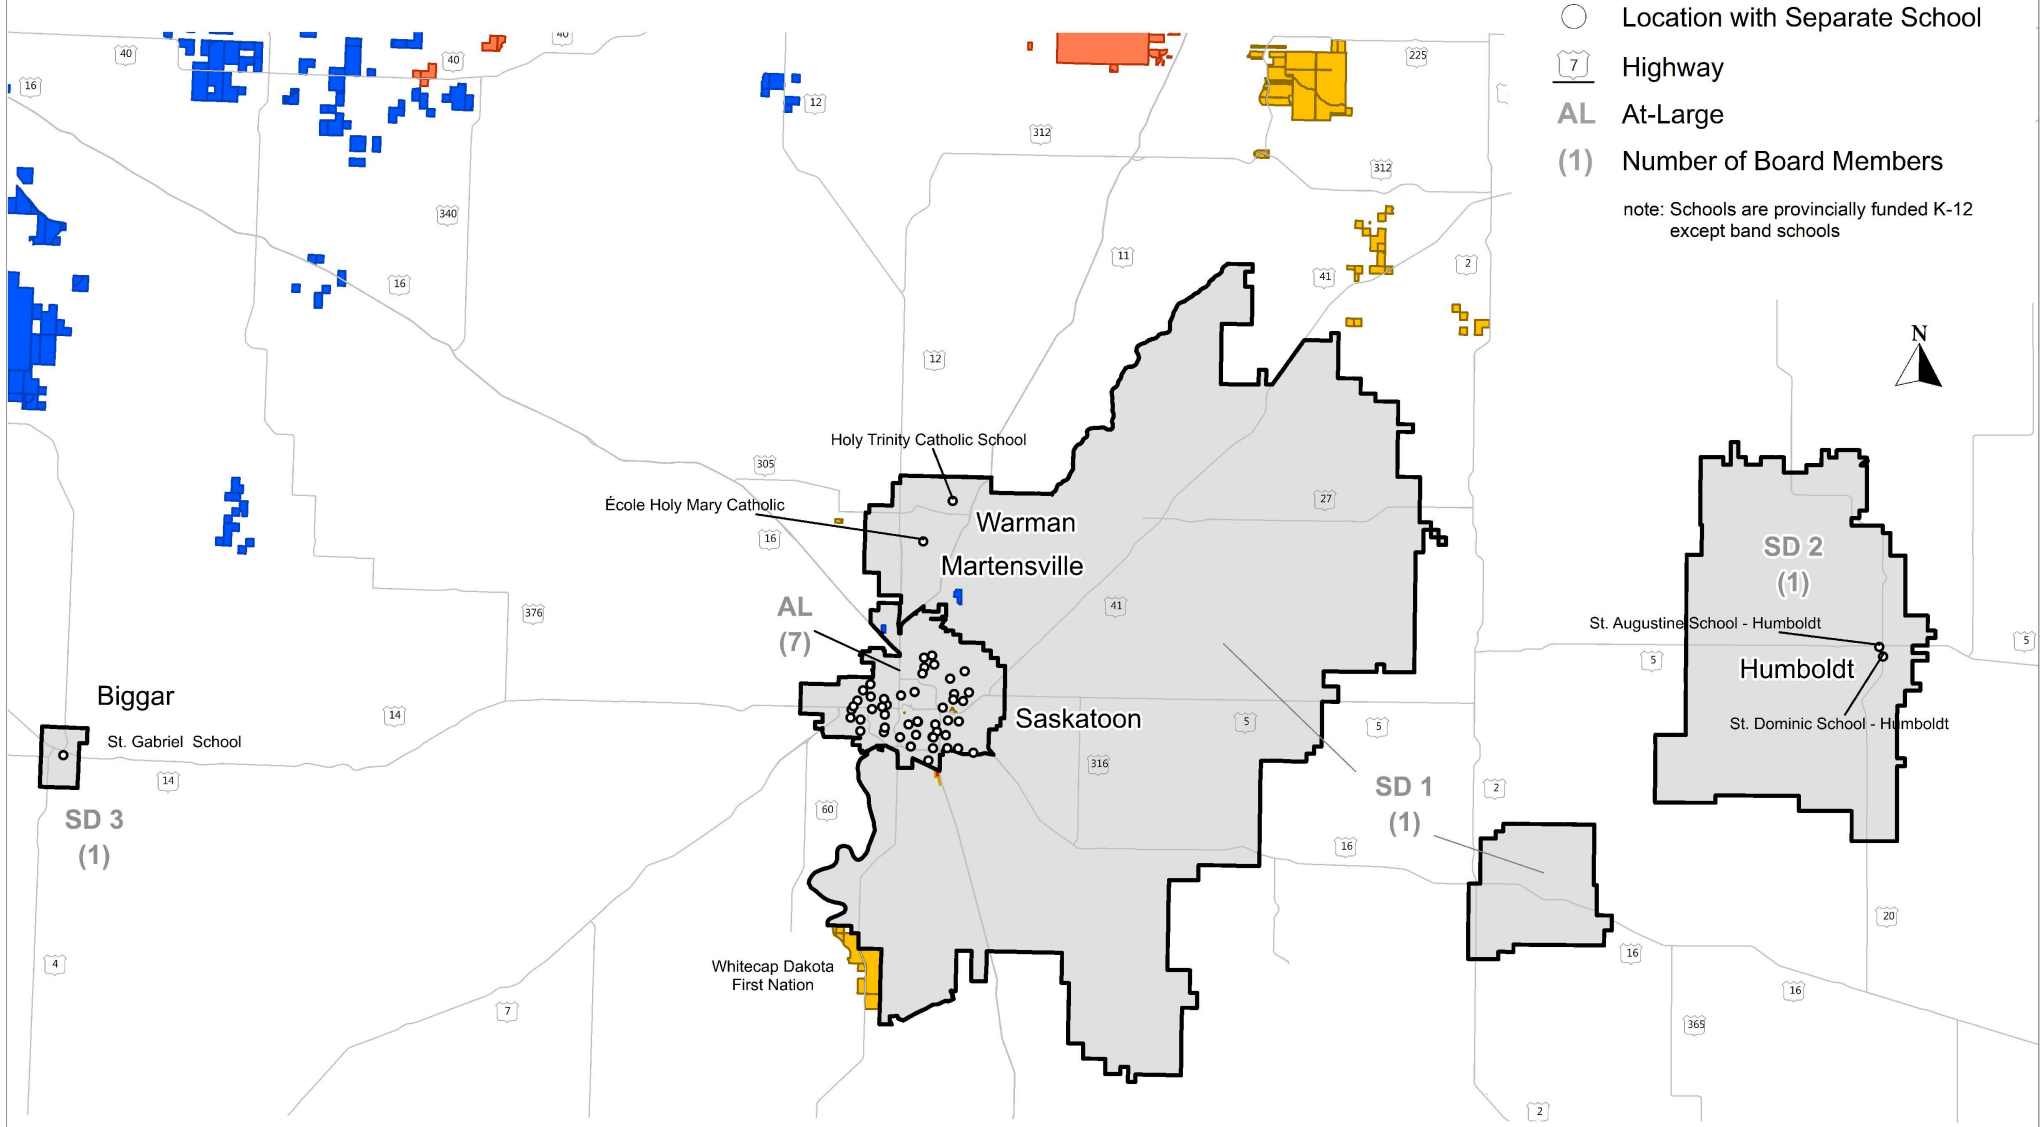 Location with Separate School
7 Highway
AL At-Large
(1) Number of Board Members
note: Schools are provincially funded K-12
except band schools
N
40
40
40
16
12
312
225
312
340
11
41
2
16
12
Holy Trinity Catholic School
305
École Holy Mary Catholic
27
Warman
16
Martensville
SD 2
(1)
AL
(7)
376
41
St. Augustine School - Humboldt
5
5
Humboldt
Biggar
14
St. Gabriel School
14
Saskatoon
5
5
St. Dominic School - Humboldt
316
SD 1
(1)
2
SD 3
(1)
60
16
20
4
Whitecap Dakota
First Nation
16
16
7
365
2